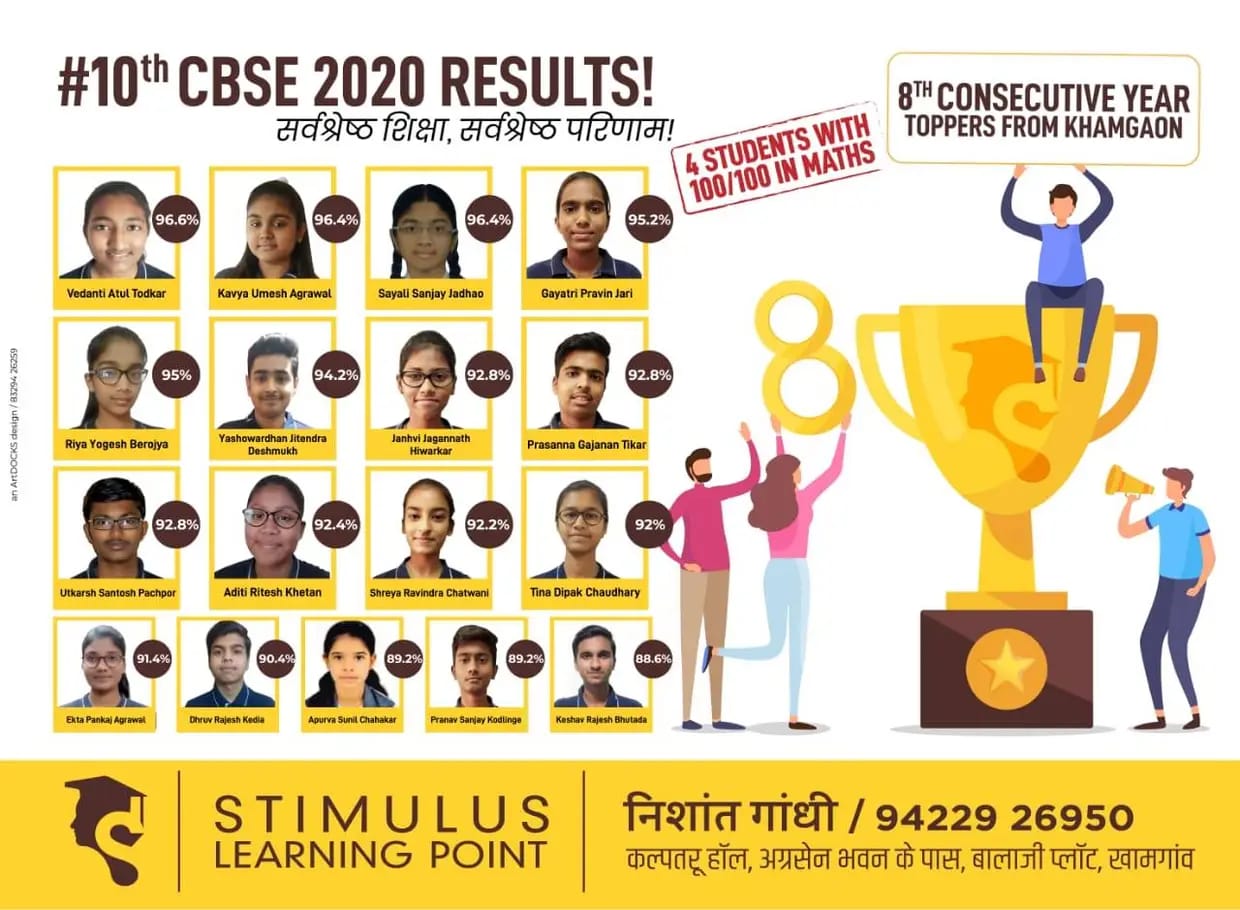 #10th CBSE 2020 RESULTS!
सर्वश्रेष्ठ शिक्षा, सर्वश्रेष्ठ परिणाम!
4 STUDENTS WITH
100/100 IN MATHS
8TH CONSECUTIVE YEAR
TOPPERS FROM KHAMGAON
96.6%
Vedanti Atul Todkar
96.4%
Kavya Umesh Agrawal
96.4%
Sayali Sanjay Jadhao
95.2%
Gayatri Pravin Jari
95%
Riya Yogesh Berojya
94.2%
Yashowardhan Jitendra
Deshmukh
92.8%
Janhvi Jagannath
Hiwarkar
92.8%
Prasanna Gajanan Tikar
92.8%
Utkarsh Santosh Pachpor
92.4%
Aditi Ritesh Khetan
92.2%
Shreya Ravindra Chatwani
92%
Tina Dipak Chaudhary
91.4%
Ekta Pankaj Agrawal
90.4%
Dhruv Rajesh Kedia
89.2%
Apurva Sunil Chahakar
89.2%
Pranav Sanjay Kodlinge
88.6%
Keshav Rajesh Bhutada
8
an ArtDOCKS design / 83294 26259
STIMULUS
LEARNING POINT
निशांत गांधी / 94229 26950
कल्पतरू हॉल, अग्रसेन भवन के पास, बालाजी प्लॉट, खामगांव